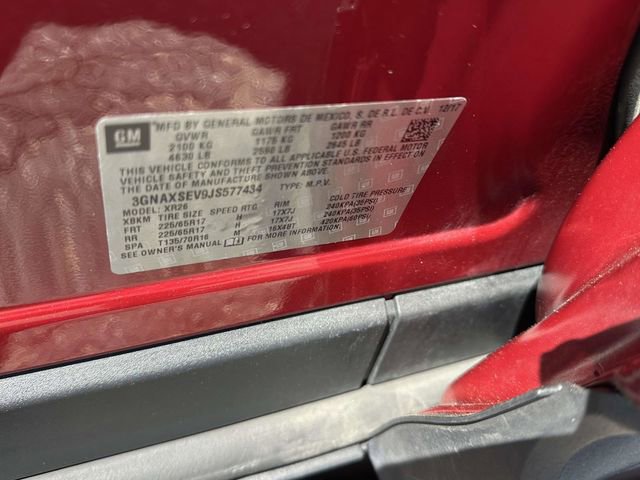 GM
MFD BY GENERAL MOTORS DE MEXICO, S. DE R.L. DE C.V. 12/17
GVWR GAWR FRT GAWR RR
2100 KG 1175 KG 1200 KG
4630 LB 2590 LB 2645 LB
THIS VEHICLE CONFORMS TO ALL APPLICABLE U.S. FEDERAL MOTOR
VEHICLE SAFETY AND THEFT PREVENTION STANDARDS IN EFFECT ON
THE DATE OF MANUFACTURE SHOWN ABOVE.
3GNAXSEV9JS577434 TYPE: M.P.V.
MODEL: XR26
XBKM TIRE SIZE SPEED RTG RIM COLD TIRE PRESSURE
FRT 225/65R17 H 17X7J 240KPA(35PSI)
RR 225/65R17 H 17X7J 240KPA(35PSI)
SPA T135/70R16 M 16X4BT 420KPA(60PSI)
SEE OWNER'S MANUAL FOR MORE INFORMATION.